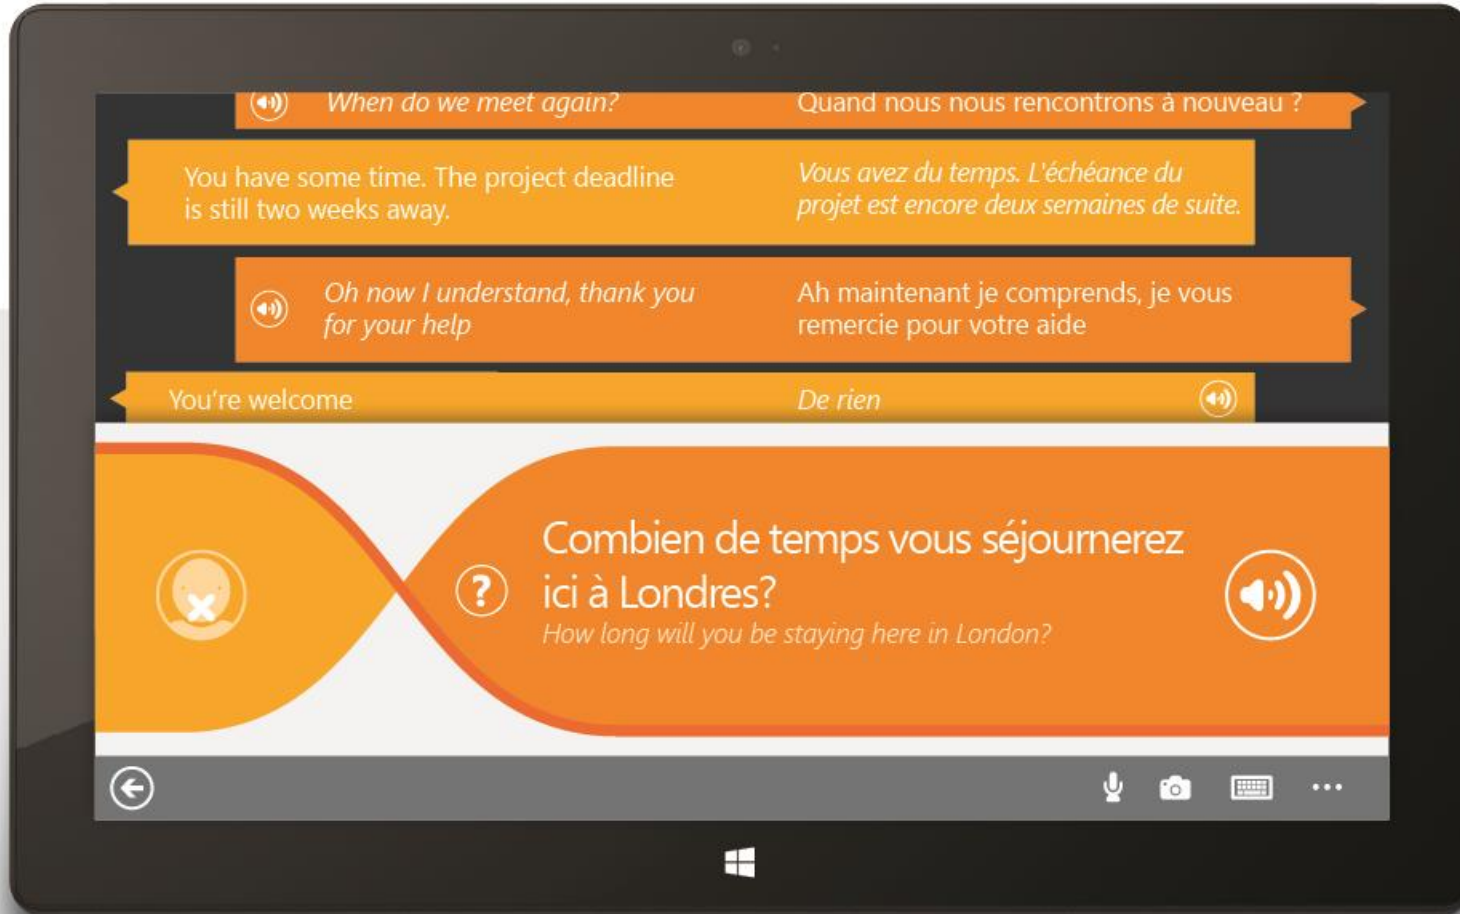 When do we meet again?
Quand nous nous rencontrons à nouveau ?
You have some time. The project deadline
is still two weeks away.
Vous avez du temps. L'échéance du
projet est encore deux semaines de suite.
Oh now I understand, thank you
for your help
Ah maintenant je comprends, je vous
remercie pour votre aide
You're welcome
De rien
?
Combien de temps vous séjournerez
ici à Londres?
How long will you be staying here in London?